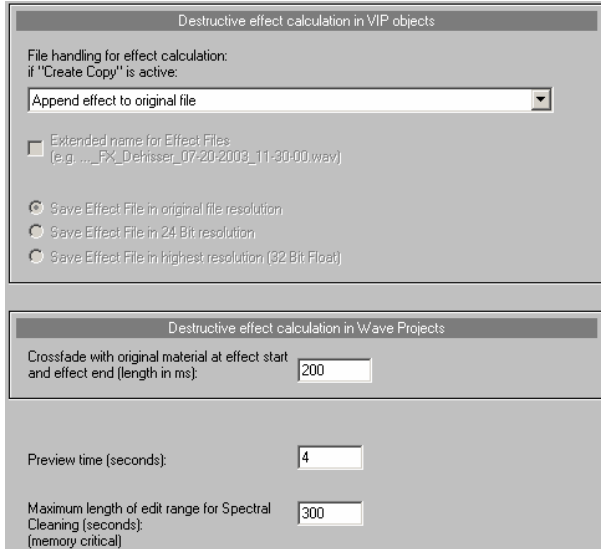 Destructive effect calculation in VIP objects
File handling for effect calculation:
if "Create Copy" is active:
Append effect to original file
Extended name for Effect Files
(e.g. ..._FX_Dehisser_07-20-2003_11-30-00.wav)
Save Effect File in original file resolution
Save Effect File in 24 Bit resolution
Save Effect File in highest resolution (32 Bit Float)
Destructive effect calculation in Wave Projects
Crossfade with original material at effect start
and effect end (length in ms):
200
Preview time (seconds):
4
Maximum length of edit range for Spectral
Cleaning (seconds):
(memory critical)
300